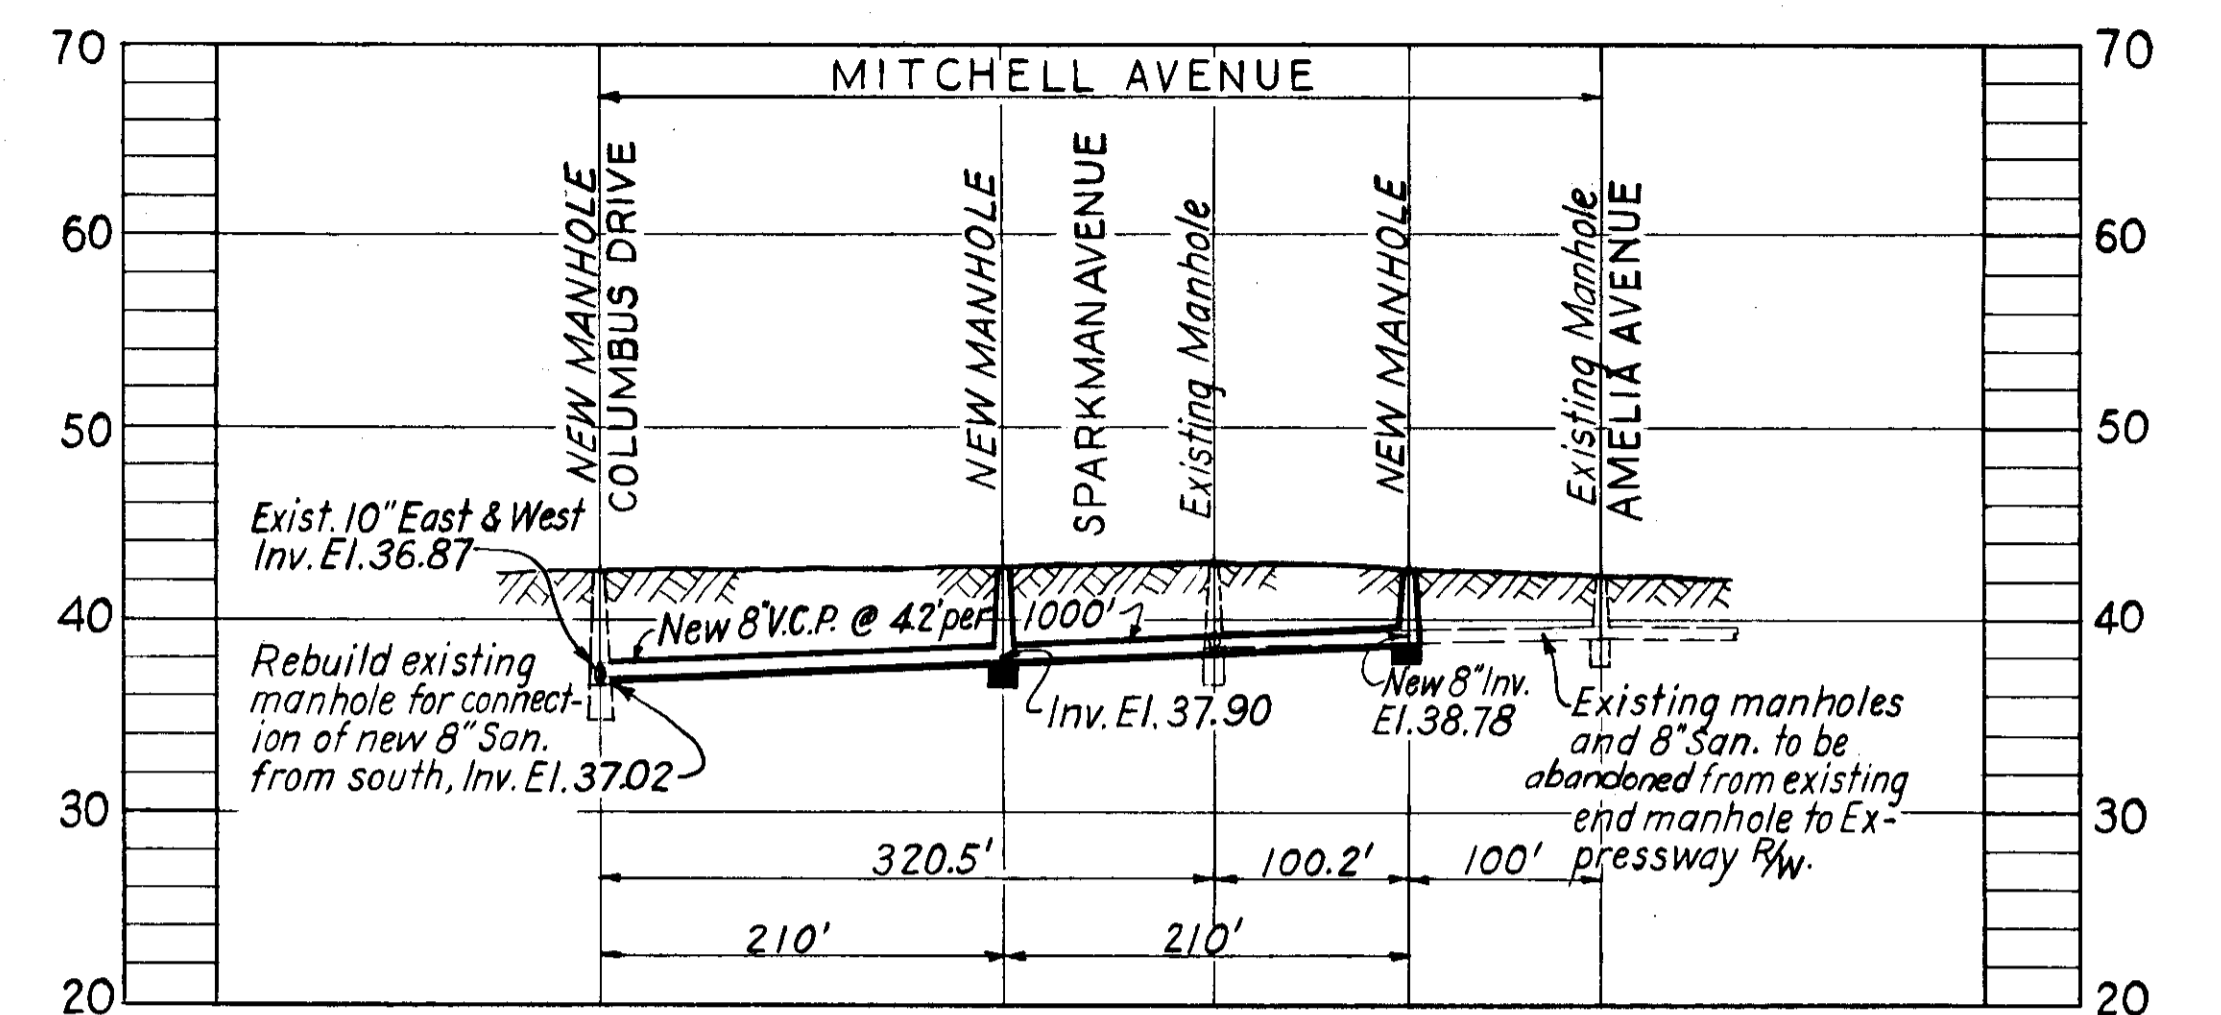 70
70
MITCHELL AVENUE
NEW MANHOLE
COLUMBUS DRIVE
NEW MANHOLE
SPARKMAN AVENUE
Existing Manhole
NEW MANHOLE
Existing Manhole
AMELIA AVENUE
60
60
50
50
Exist. 10" East & West
Inv. El. 36.87
40
40
New 8" V.C.P. @ 4.2' per 1000'
Rebuild existing
manhole for connect-
ion of new 8" San.
from south, Inv. El. 37.02
Inv. El. 37.90
New 8" Inv.
El. 38.78
Existing manholes
and 8" San. to be
abandoned from existing
end manhole to Ex-
pressway R/W.
30
30
320.5'
100.2'
100'
210'
210'
20
20